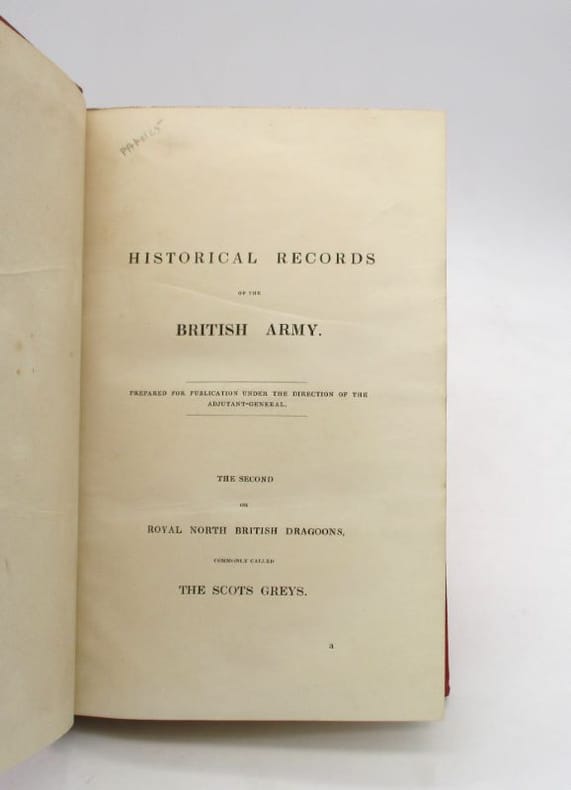 HISTORICAL RECORDS
OF THE
BRITISH ARMY.
PREPARED FOR PUBLICATION UNDER THE DIRECTION OF THE
ADJUTANT-GENERAL.
THE SECOND
OR
ROYAL NORTH BRITISH DRAGOONS,
COMMONLY CALLED
THE SCOTS GREYS.
a